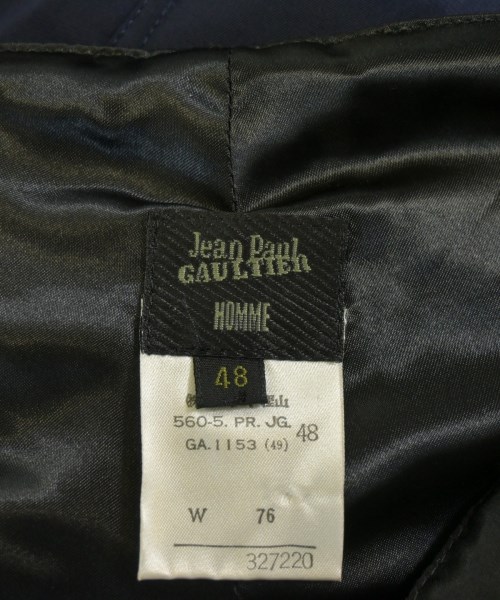 Jean Paul
GAULTIER
HOMME
48
560-5. PR. JG. 48
GA. 1153 (49)
W 76
327220